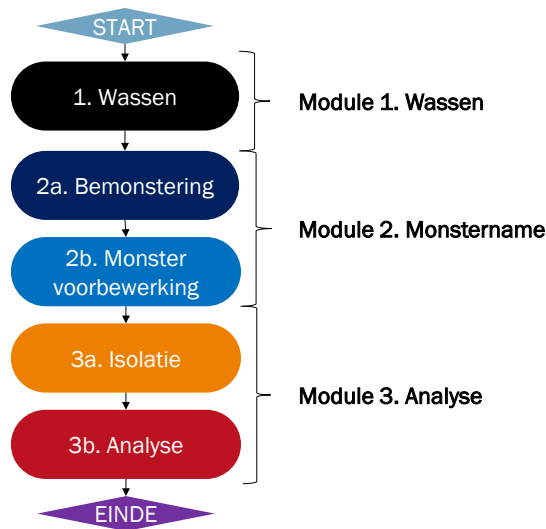 START
1. Wassen
Module 1. Wassen
2a. Bemonstering
Module 2. Monstername
2b. Monster
voorbewerking
3a. Isolatie
Module 3. Analyse
3b. Analyse
EINDE